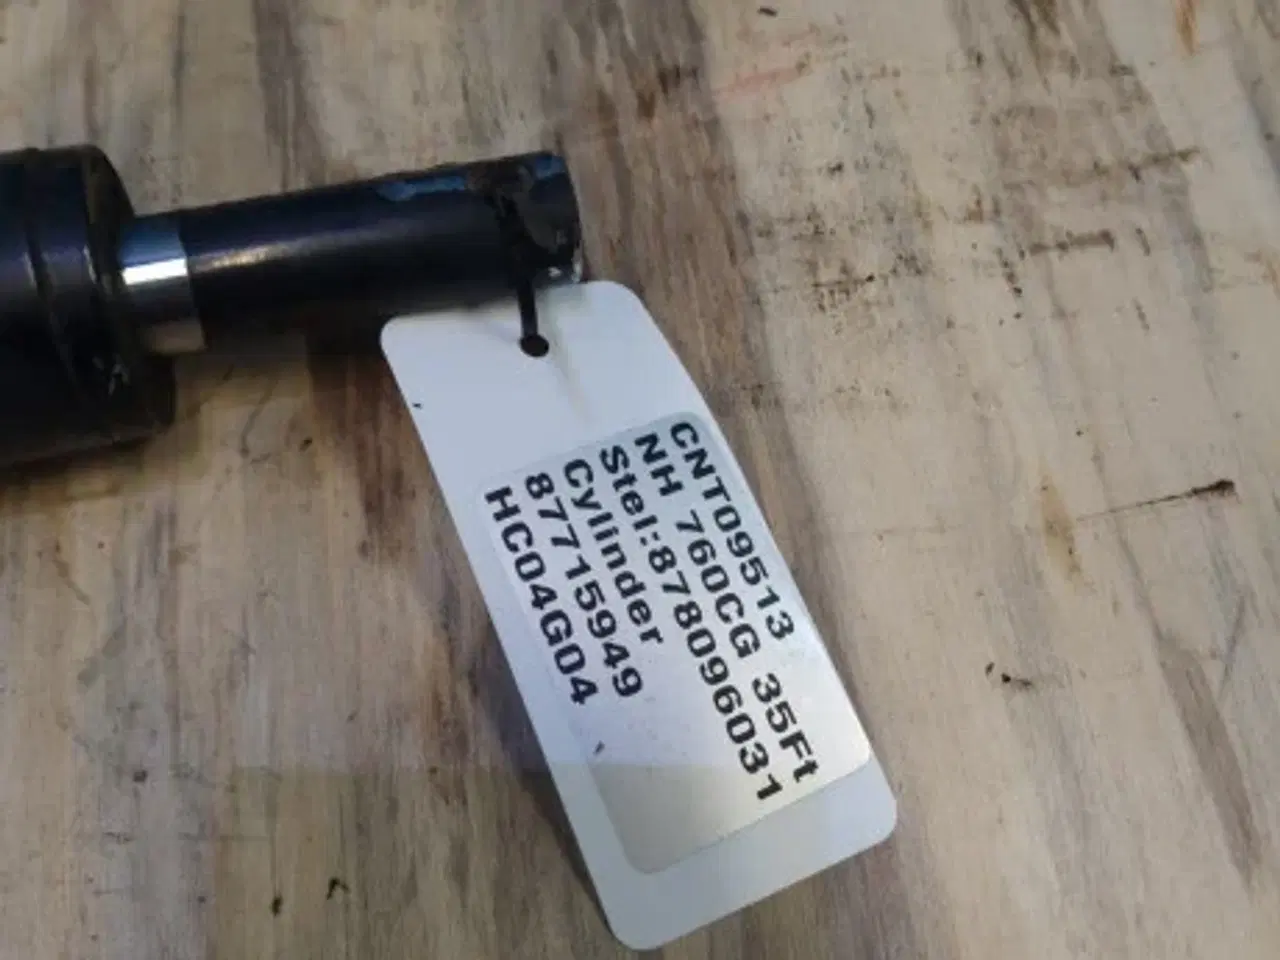 CNT09513
NH 760CG 35Ft
Stel:878096031
Cylinder
87715949
HC04G04